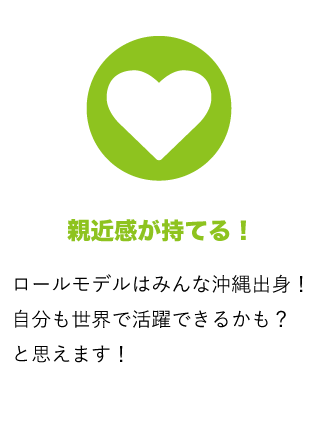 親近感が持てる！
ロールモデルはみんな沖縄出身！
自分も世界で活躍できるかも？
と思えます！